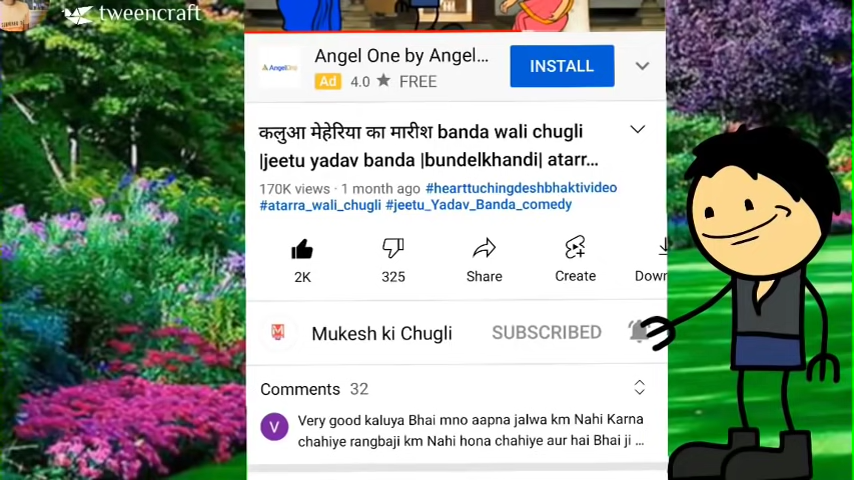 tweencraft
Angel One by Angel...
INSTALL
AngelOne
Ad 4.0 ★ FREE
कलुआ मेहेरिया का मारीश banda wali chugli
|jeetu yadav banda |bundelkhandi| atarr...
170K views · 1 month ago #hearttuchingdeshbhaktivideo
#atarra_wali_chugli #jeetu_Yadav_Banda_comedy
2K
325
Share
Create
Down
Mukesh ki Chugli
SUBSCRIBED
Comments 32
V
Very good kaluya Bhai mno aapna jalwa km Nahi Karna
chahiye rangbaji km Nahi hona chahiye aur hai Bhai ji ...